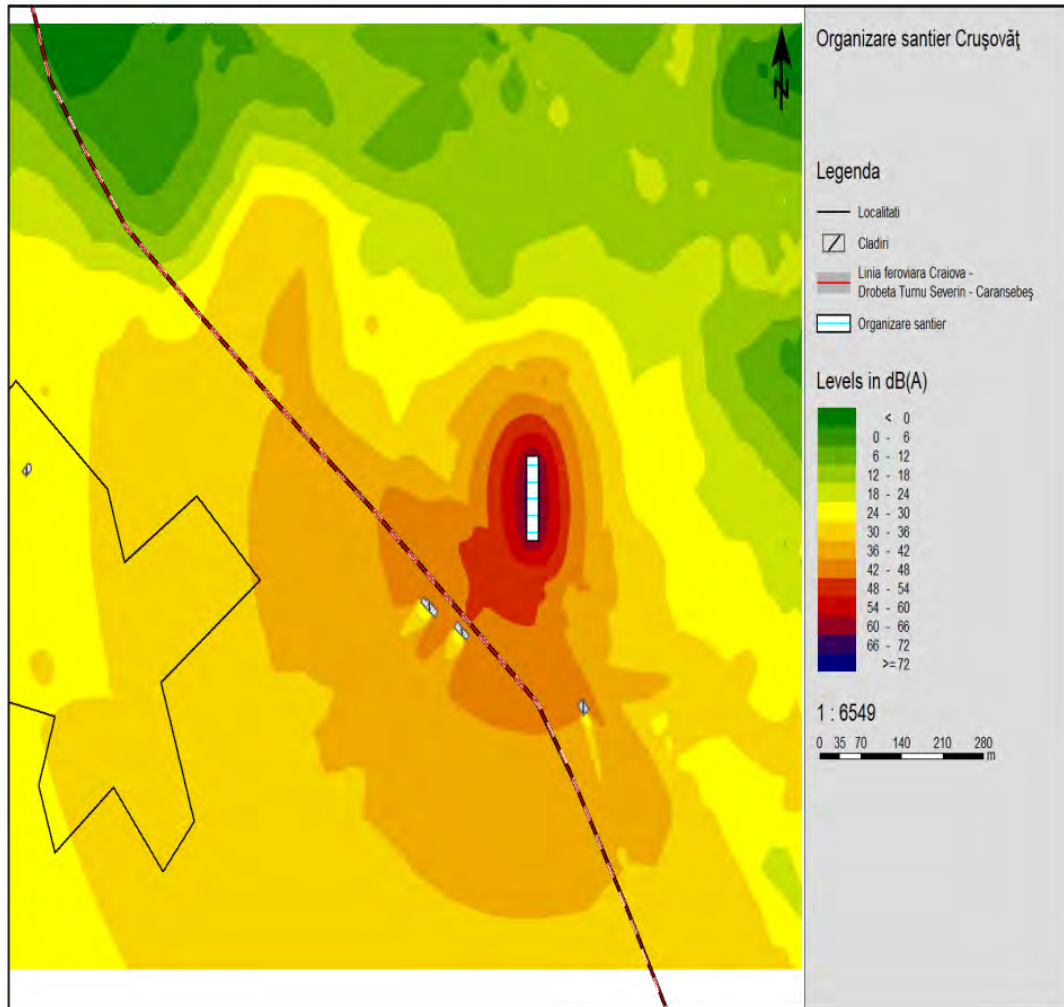 Organizare santier Crușovăț
N
Legenda
Localitati
Cladiri
Linia feroviara Craiova -
Drobeta Turnu Severin - Caransebeș
Organizare santier
Levels in dB(A)
< 0
0 - 6
6 - 12
12 - 18
18 - 24
24 - 30
30 - 36
36 - 42
42 - 48
48 - 54
54 - 60
60 - 66
66 - 72
>= 72
1 : 6549
0 35 70 140 210 280
m